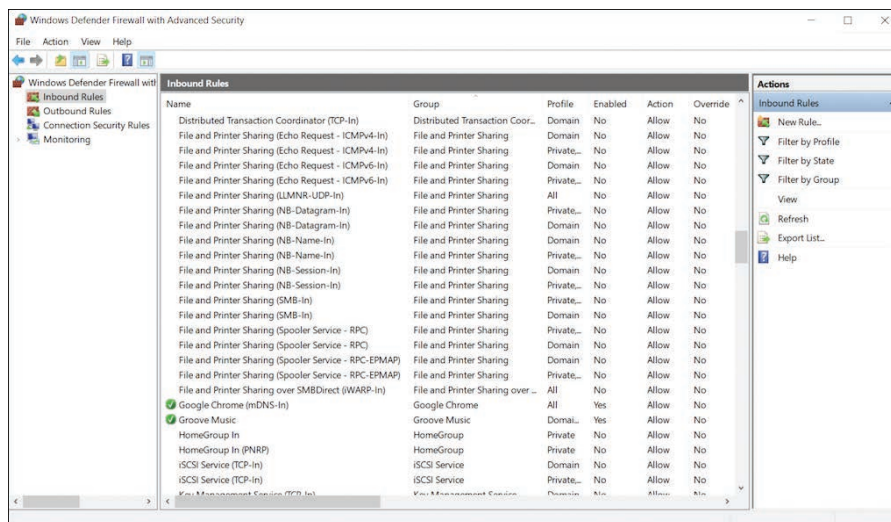 Windows Defender Firewall with Advanced Security
File Action View Help
Windows Defender Firewall with
Inbound Rules
Outbound Rules
Connection Security Rules
Monitoring
Inbound Rules
Name Group Profile Enabled Action Override
Distributed Transaction Coordinator (TCP-In) Distributed Transaction Coor... Domain No Allow No
File and Printer Sharing (Echo Request - ICMPv4-In) File and Printer Sharing Domain No Allow No
File and Printer Sharing (Echo Request - ICMPv4-In) File and Printer Sharing Private,... No Allow No
File and Printer Sharing (Echo Request - ICMPv6-In) File and Printer Sharing Domain No Allow No
File and Printer Sharing (Echo Request - ICMPv6-In) File and Printer Sharing Private,... No Allow No
File and Printer Sharing (LLMNR-UDP-In) File and Printer Sharing All No Allow No
File and Printer Sharing (NB-Datagram-In) File and Printer Sharing Private,... No Allow No
File and Printer Sharing (NB-Datagram-In) File and Printer Sharing Domain No Allow No
File and Printer Sharing (NB-Name-In) File and Printer Sharing Domain No Allow No
File and Printer Sharing (NB-Name-In) File and Printer Sharing Private,... No Allow No
File and Printer Sharing (NB-Session-In) File and Printer Sharing Domain No Allow No
File and Printer Sharing (NB-Session-In) File and Printer Sharing Private,... No Allow No
File and Printer Sharing (SMB-In) File and Printer Sharing Private,... No Allow No
File and Printer Sharing (SMB-In) File and Printer Sharing Domain No Allow No
File and Printer Sharing (Spooler Service - RPC) File and Printer Sharing Private,... No Allow No
File and Printer Sharing (Spooler Service - RPC) File and Printer Sharing Domain No Allow No
File and Printer Sharing (Spooler Service - RPC-EPMAP) File and Printer Sharing Domain No Allow No
File and Printer Sharing (Spooler Service - RPC-EPMAP) File and Printer Sharing Private,... No Allow No
File and Printer Sharing over SMBDirect (iWARP-In) File and Printer Sharing over ... All No Allow No
Google Chrome (mDNS-In) Google Chrome All Yes Allow No
Groove Music Groove Music Domai... Yes Allow No
HomeGroup In HomeGroup Private No Allow No
HomeGroup In (PNRP) HomeGroup Private No Allow No
iSCSI Service (TCP-In) iSCSI Service Domain No Allow No
iSCSI Service (TCP-In) iSCSI Service Private,... No Allow No
Key Management Service (TCP-In) Key Management Service Domain No Allow No
Actions
Inbound Rules
New Rule...
Filter by Profile
Filter by State
Filter by Group
View
Refresh
Export List...
Help